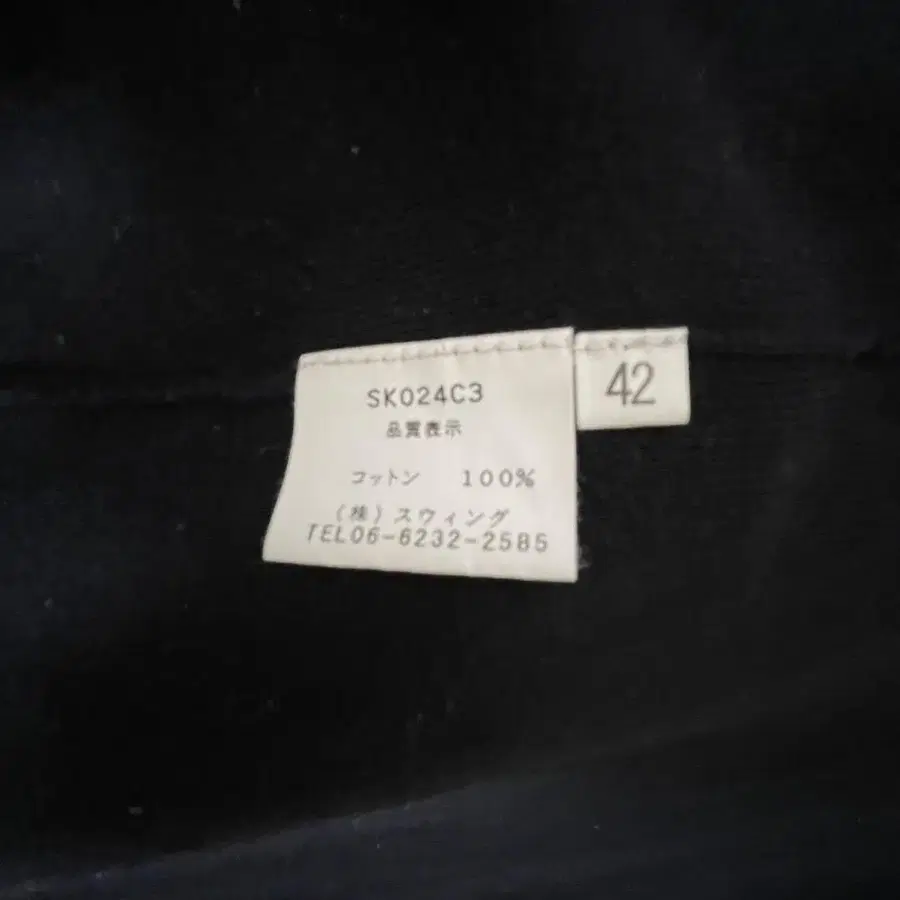 SK024C3
品質表示
コットン 100%
(株)スウィング
TEL06-6232-2585
42